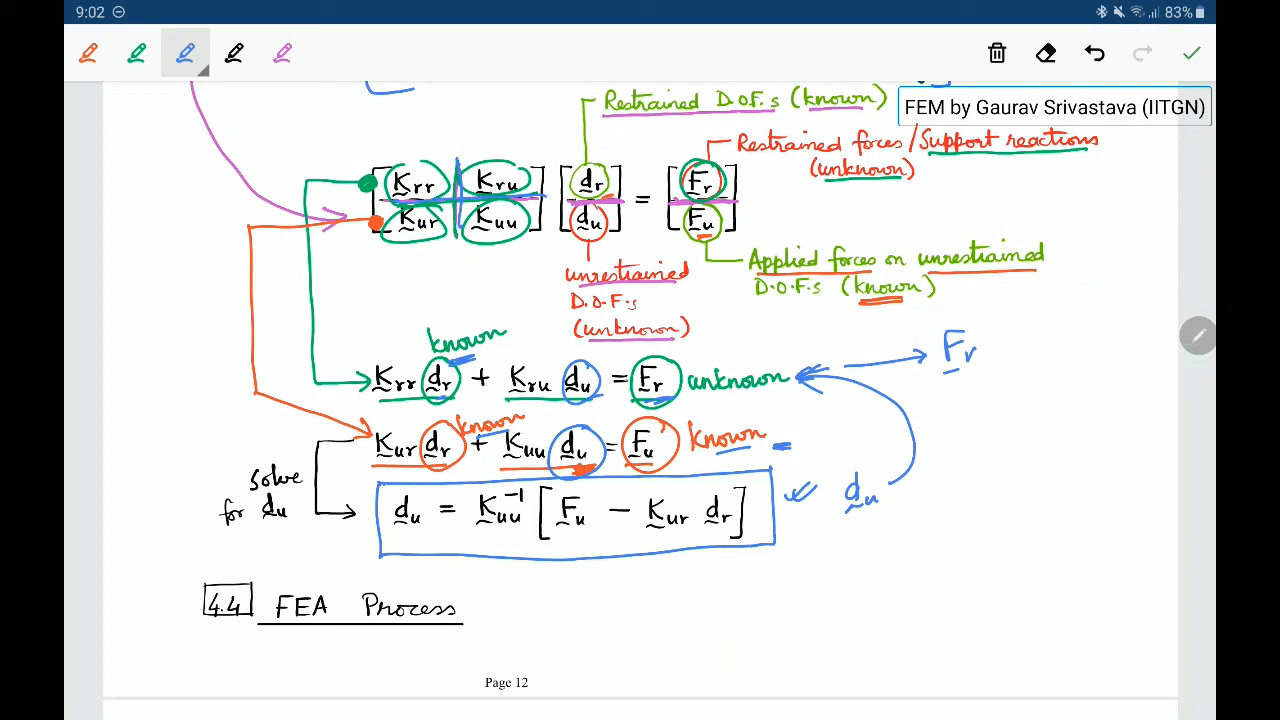 9:02
83%
Restrained D.O.F.s (known)
FEM by Gaurav Srivastava (IITGN)
Restrained forces / Support reactions
(unknown)
[ K_rr K_ru ] [ d_r ] = [ F_r ]
[ K_ur K_uu ] [ d_u ] [ F_u ]
Applied forces on unrestrained
D.O.F.s (known)
unrestrained
D.O.F.s
(unknown)
known
K_rr d_r + K_ru d_u = F_r unknown
F_r
known
K_ur d_r + K_uu d_u = F_u known
solve
for d_u
d_u = K_uu^-1 [ F_u - K_ur d_r ]
d_u
4.4 FEA Process
Page 12